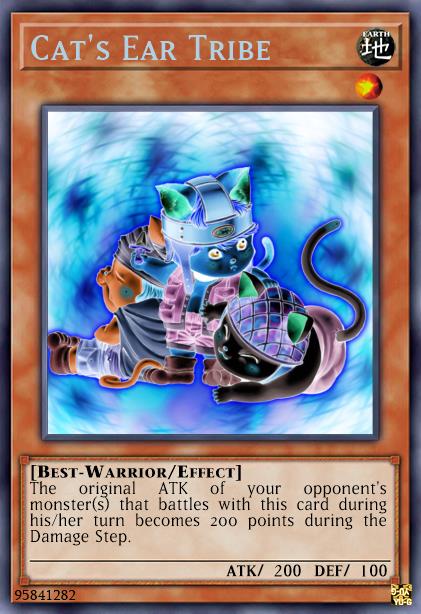 CAT'S EAR TRIBE
EARTH
地
[BEST-WARRIOR/EFFECT]
The original ATK of your opponent's
monster(s) that battles with this card during
his/her turn becomes 200 points during the
Damage Step.
ATK/ 200 DEF/ 100
95841282